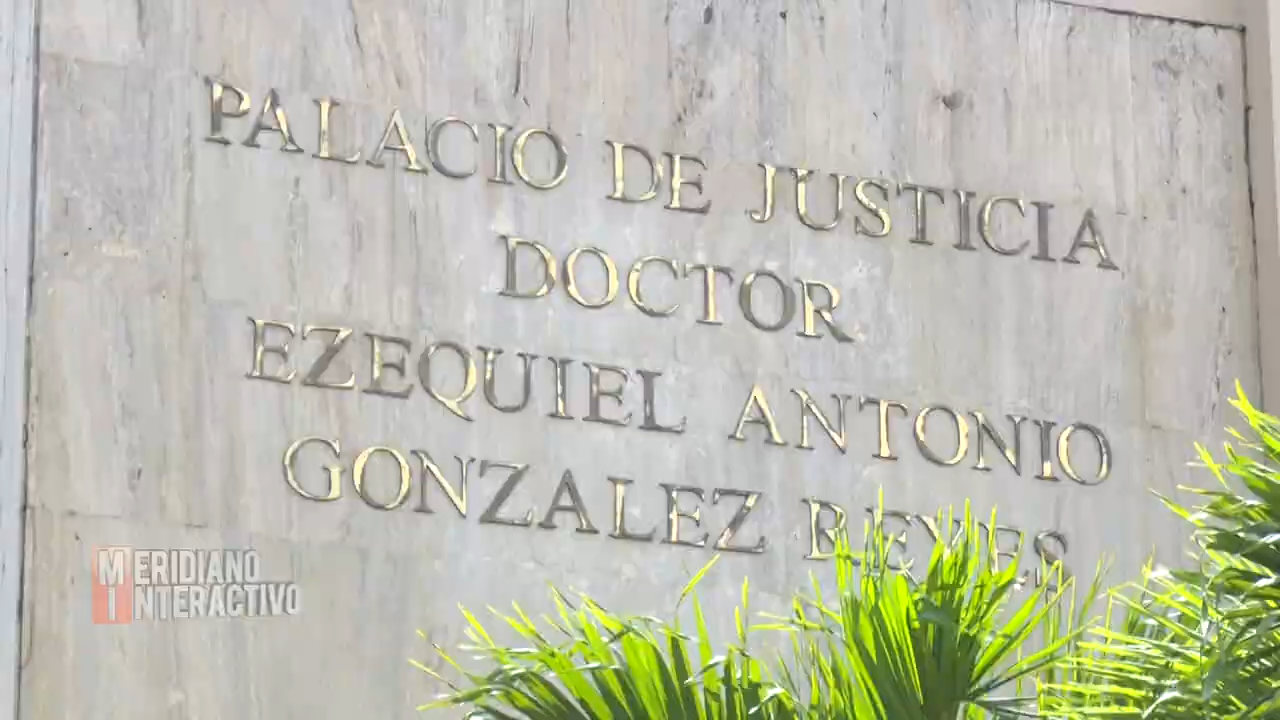 PALACIO DE JUSTICIA
DOCTOR
EZEQUIEL ANTONIO
GONZALEZ REYES
MERIDIANO
INTERACTIVO